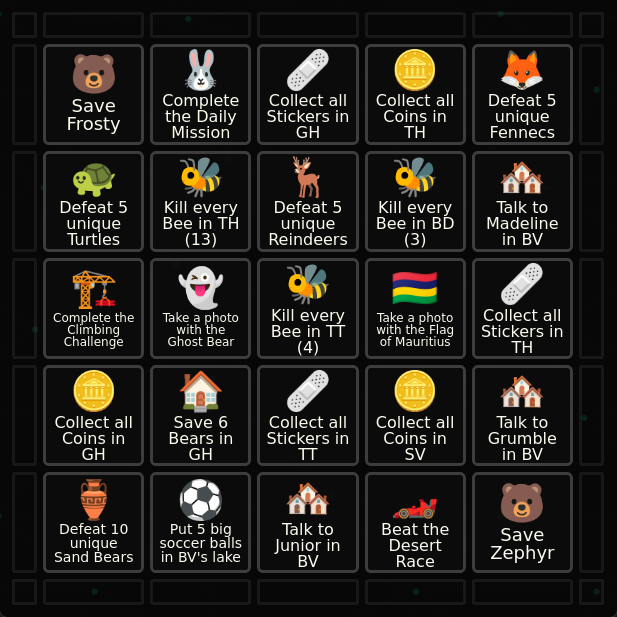 Save
Frosty
Complete
the Daily
Mission
Collect all
Stickers in
GH
Collect all
Coins in
TH
Defeat 5
unique
Fennecs
Defeat 5
unique
Turtles
Kill every
Bee in TH
(13)
Defeat 5
unique
Reindeers
Kill every
Bee in BD
(3)
Talk to
Madeline
in BV
Complete the
Climbing
Challenge
Take a photo
with the
Ghost Bear
Kill every
Bee in TT
(4)
Take a photo
with the Flag
of Mauritius
Collect all
Stickers in
TH
Collect all
Coins in
GH
Save 6
Bears in
GH
Collect all
Stickers in
TT
Collect all
Coins in
SV
Talk to
Grumble
in BV
Defeat 10
unique
Sand Bears
Put 5 big
soccer balls
in BV's lake
Talk to
Junior in
BV
Beat the
Desert
Race
Save
Zephyr